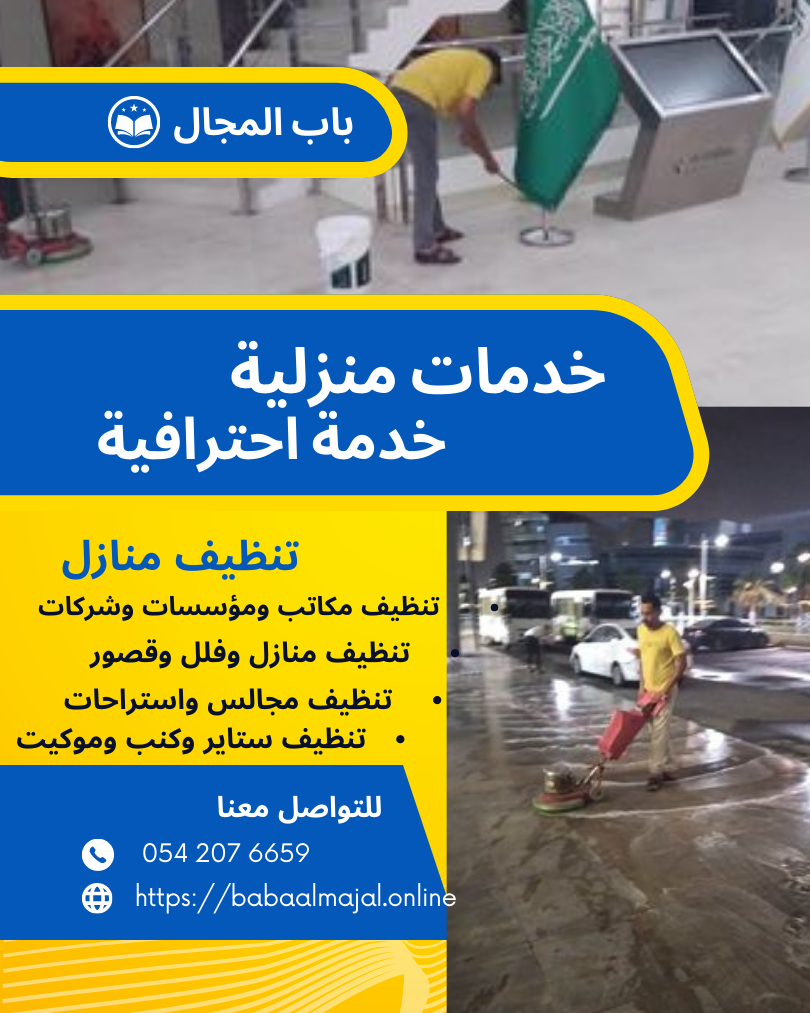 باب المجال
خدمات منزلية
خدمة احترافية
تنظيف منازل
تنظيف مكاتب ومؤسسات وشركات
تنظيف منازل وفلل وقصور
تنظيف مجالس واستراحات
تنظيف ستاير وكنب وموكيت
للتواصل معنا
054 207 6659
https://babaalmajal.online